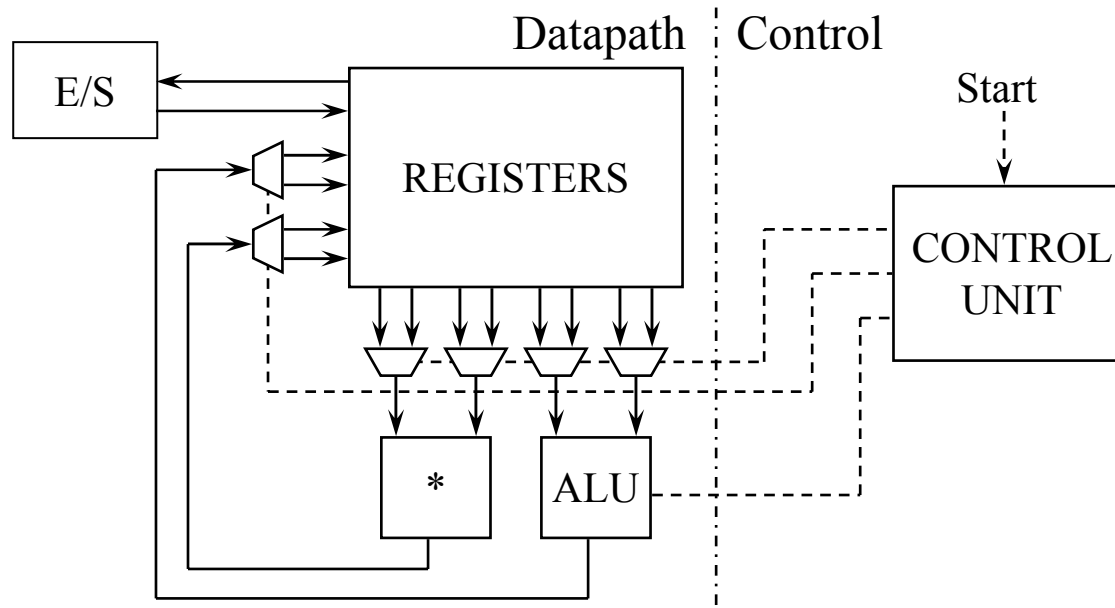 Datapath
Control
E/S
Start
REGISTERS
CONTROL
UNIT
*
ALU